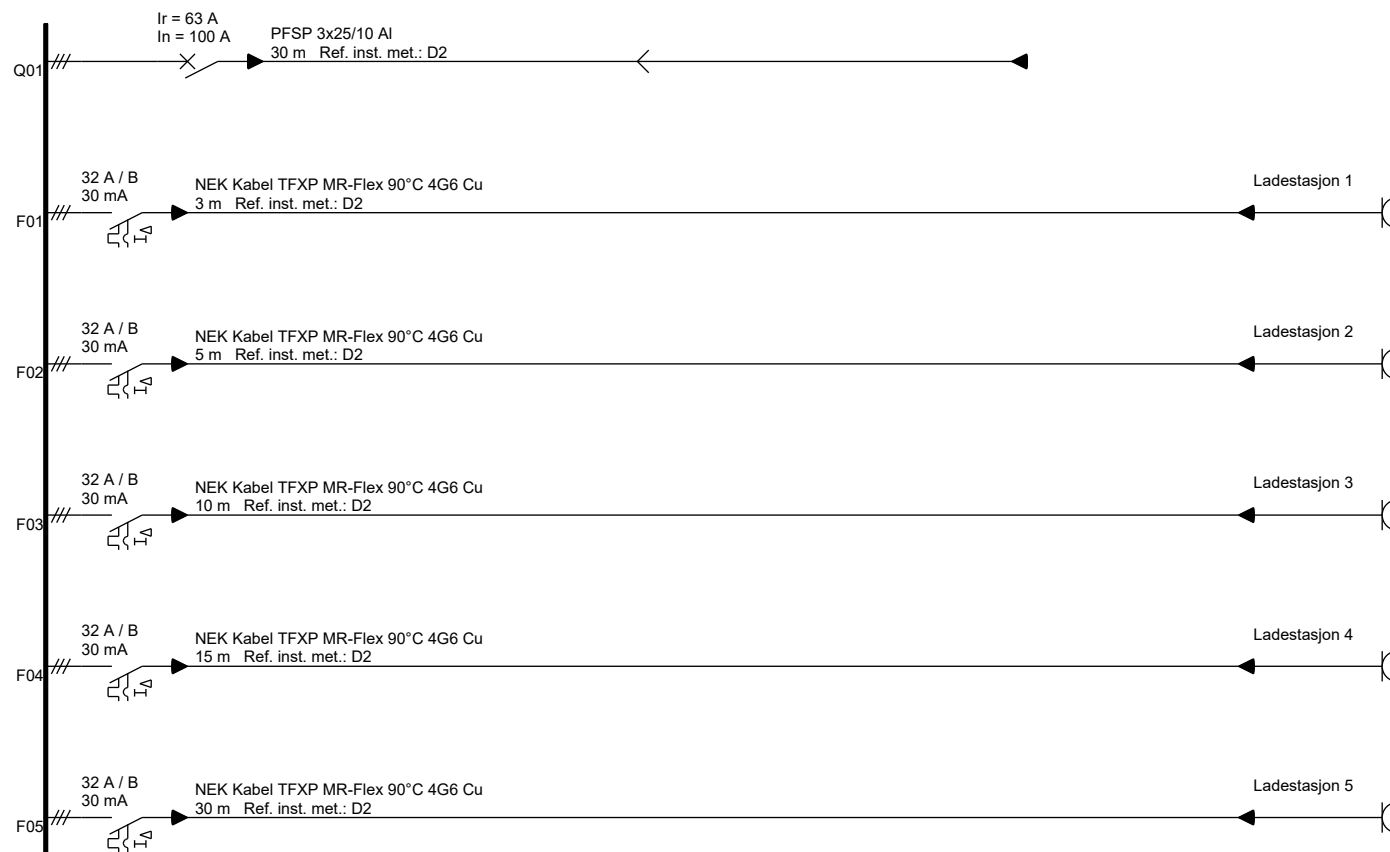 Ir = 63 A
In = 100 A
PFSP 3x25/10 Al
30 m Ref. inst. met.: D2
Q01
32 A / B
30 mA
NEK Kabel TFXP MR-Flex 90°C 4G6 Cu
3 m Ref. inst. met.: D2
Ladestasjon 1
F01
32 A / B
30 mA
NEK Kabel TFXP MR-Flex 90°C 4G6 Cu
5 m Ref. inst. met.: D2
Ladestasjon 2
F02
32 A / B
30 mA
NEK Kabel TFXP MR-Flex 90°C 4G6 Cu
10 m Ref. inst. met.: D2
Ladestasjon 3
F03
32 A / B
30 mA
NEK Kabel TFXP MR-Flex 90°C 4G6 Cu
15 m Ref. inst. met.: D2
Ladestasjon 4
F04
32 A / B
30 mA
NEK Kabel TFXP MR-Flex 90°C 4G6 Cu
30 m Ref. inst. met.: D2
Ladestasjon 5
F05